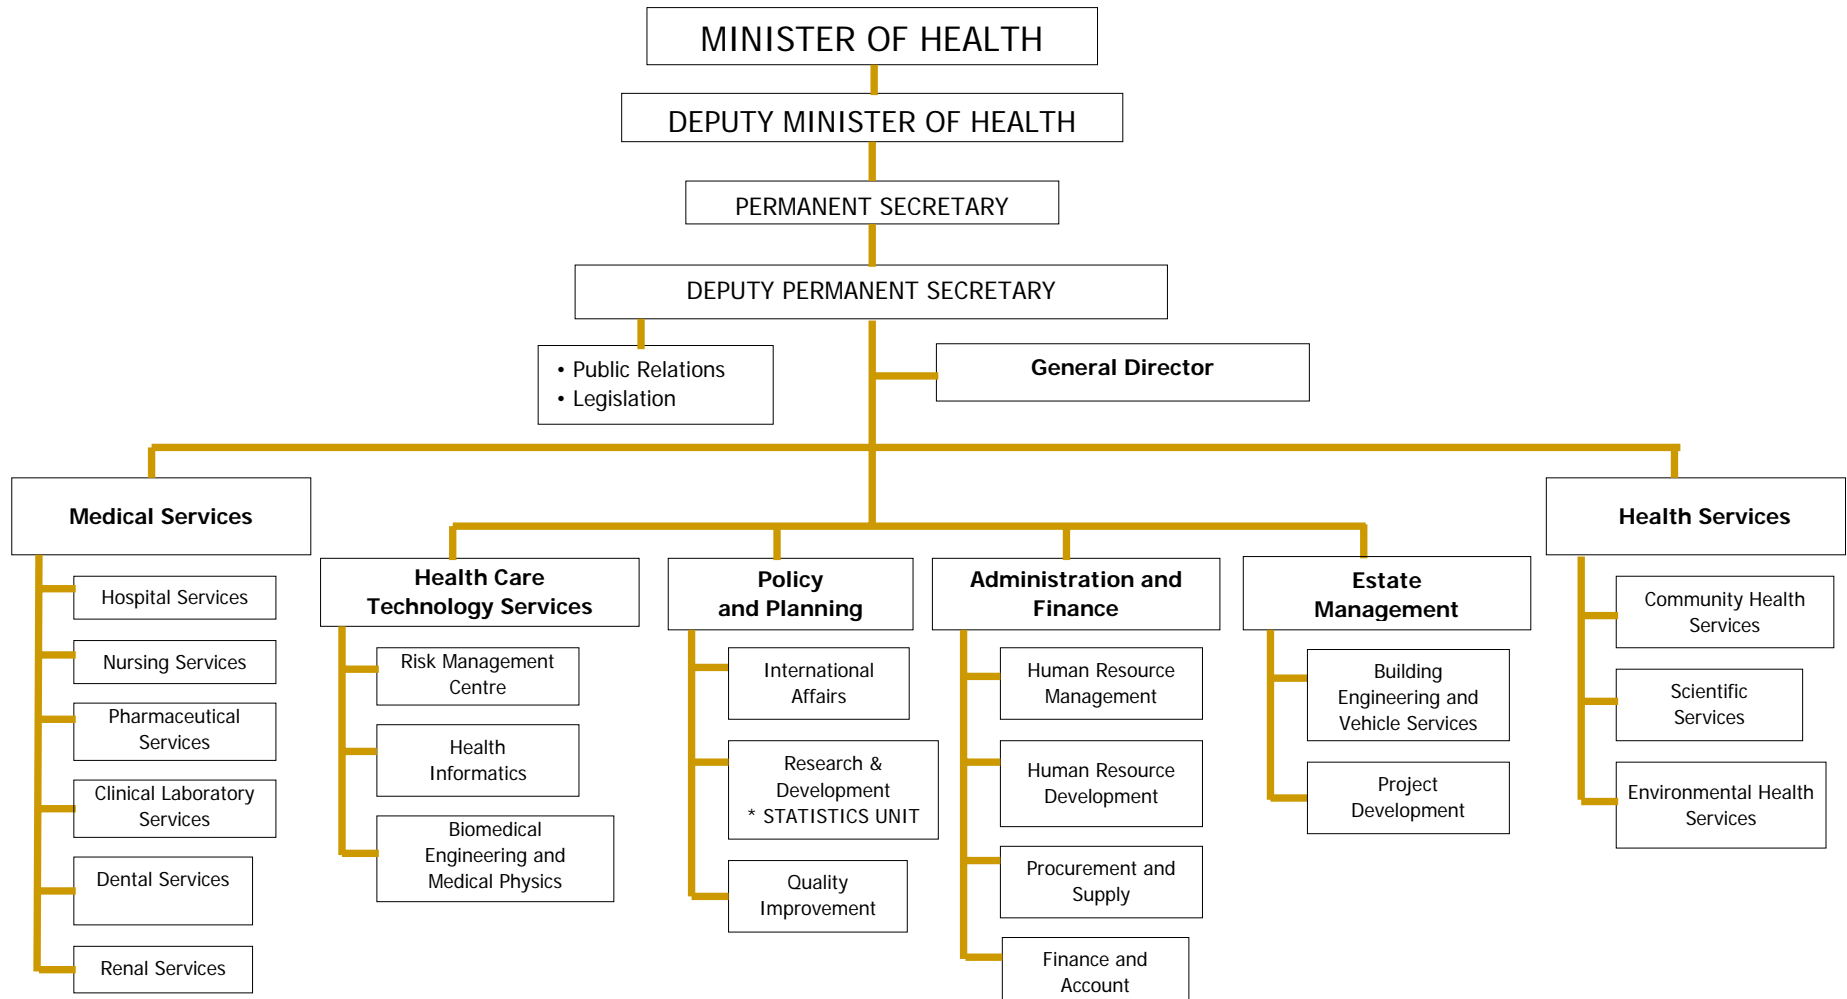 MINISTER OF HEALTH
DEPUTY MINISTER OF HEALTH
PERMANENT SECRETARY
DEPUTY PERMANENT SECRETARY
• Public Relations
• Legislation
General Director
Medical Services
Hospital Services
Nursing Services
Pharmaceutical
Services
Clinical Laboratory
Services
Dental Services
Renal Services
Health Care
Technology Services
Risk Management
Centre
Health
Informatics
Biomedical
Engineering and
Medical Physics
Policy
and Planning
International
Affairs
Research &
Development
* STATISTICS UNIT
Quality
Improvement
Administration and
Finance
Human Resource
Management
Human Resource
Development
Procurement and
Supply
Finance and
Account
Estate
Management
Building
Engineering and
Vehicle Services
Project
Development
Health Services
Community Health
Services
Scientific
Services
Environmental Health
Services